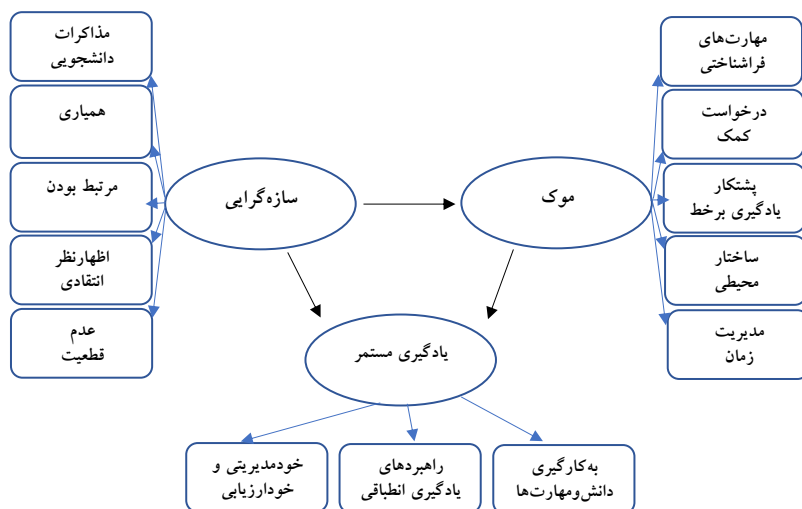 مذاکرات
دانشجویی
همیاری
مرتبط بودن
اظهارنظر
انتقادی
عدم
قطعیت
سازه‌گرایی
موک
مهارت‌های
فراشناختی
درخواست
کمک
پشتکار
یادگیری برخط
ساختار
محیطی
مدیریت
زمان
یادگیری مستمر
خودمدیریتی و
خودارزیابی
راهبردهای
یادگیری انطباقی
به‌کارگیری
دانش‌ومهارت‌ها